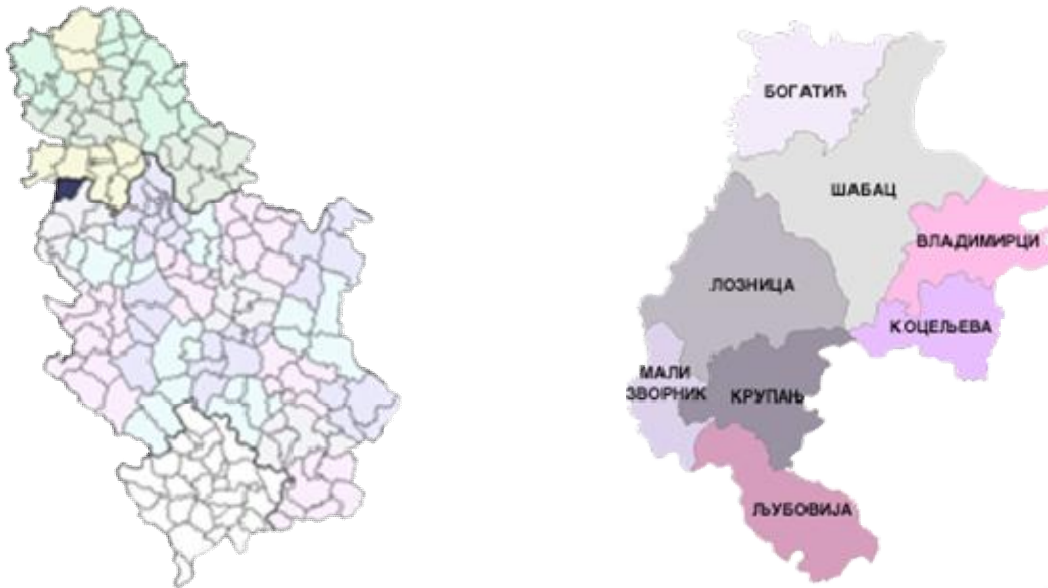 БОГАТИЋ
ШАБАЦ
ВЛАДИМИРЦИ
ЛОЗНИЦА
КОЦЕЉЕВА
МАЛИ
ЗВОРНИК
КРУПАЊ
ЉУБОВИЈА